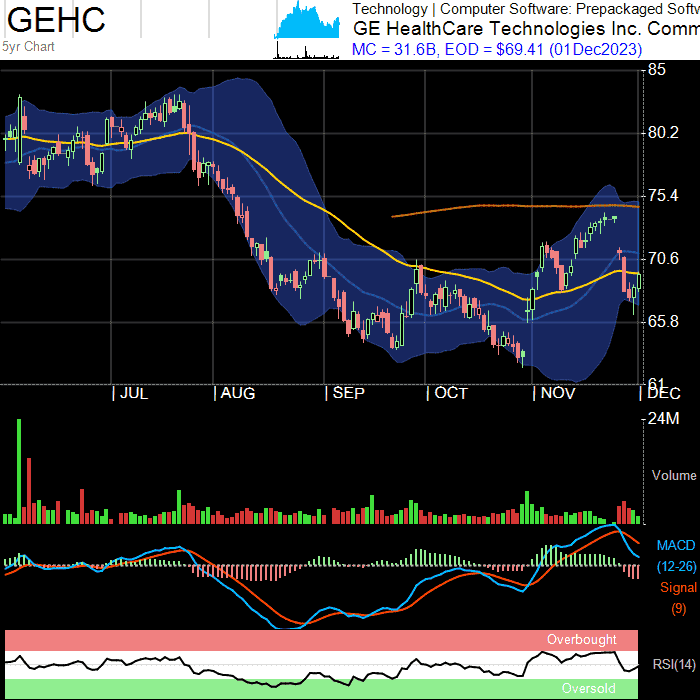 GEHC
5yr Chart
Technology | Computer Software: Prepackaged Softw
GE HealthCare Technologies Inc. Comm
MC = 31.6B, EOD = $69.41 (01Dec2023)
85
80.2
75.4
70.6
65.8
61
JUL AUG SEP OCT NOV DEC
24M
Volume
MACD
(12-26)
Signal
(9)
Overbought
RSI(14)
Oversold